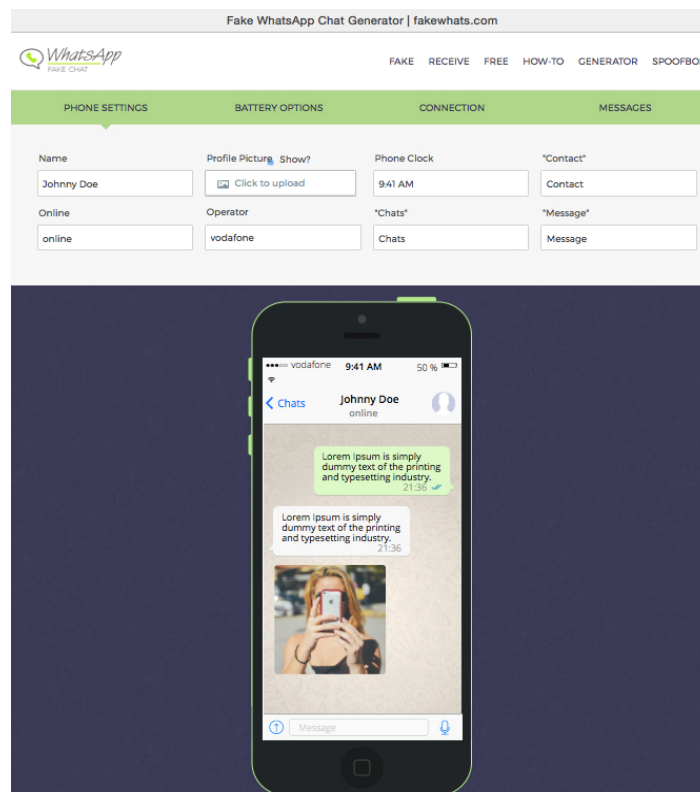 Fake WhatsApp Chat Generator | fakewhats.com
WhatsApp
FAKE CHAT
FAKE RECEIVE FREE HOW-TO GENERATOR SPOOFBO
PHONE SETTINGS BATTERY OPTIONS CONNECTION MESSAGES
Name Profile Picture Show? Phone Clock "Contact"
Johnny Doe Click to upload 9:41 AM Contact
Online Operator "Chats" "Message"
online vodafone Chats Message
vodafone 9:41 AM 50 %
Chats Johnny Doe
online
Lorem Ipsum is simply
dummy text of the printing
and typesetting industry.
21:36
Lorem Ipsum is simply
dummy text of the printing
and typesetting industry.
21:36
Message